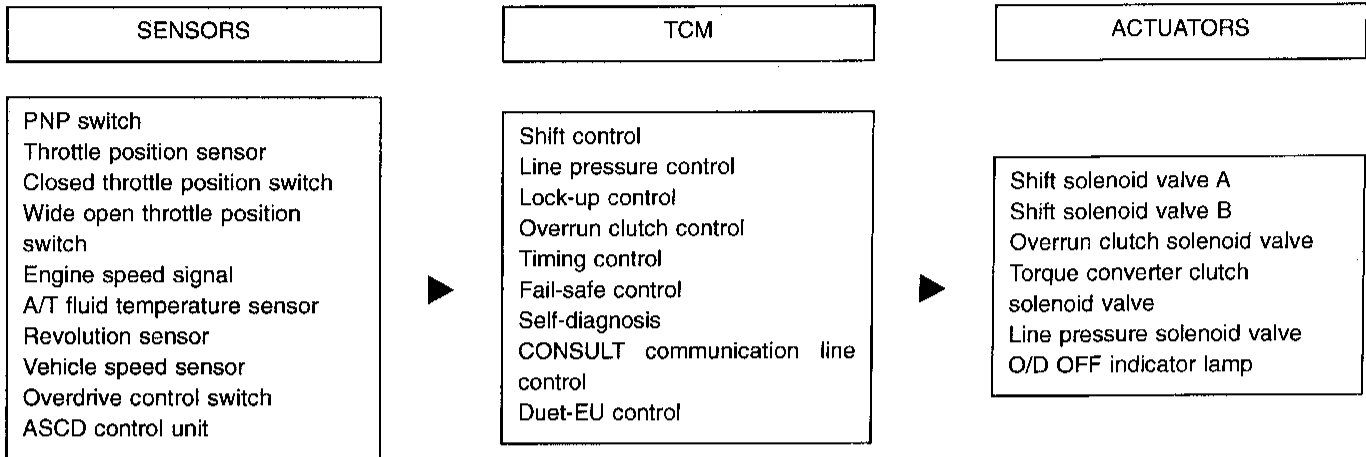 SENSORS
TCM
ACTUATORS
PNP switch
Throttle position sensor
Closed throttle position switch
Wide open throttle position
switch
Engine speed signal
A/T fluid temperature sensor
Revolution sensor
Vehicle speed sensor
Overdrive control switch
ASCD control unit
Shift control
Line pressure control
Lock-up control
Overrun clutch control
Timing control
Fail-safe control
Self-diagnosis
CONSULT communication line
control
Duet-EU control
Shift solenoid valve A
Shift solenoid valve B
Overrun clutch solenoid valve
Torque converter clutch
solenoid valve
Line pressure solenoid valve
O/D OFF indicator lamp